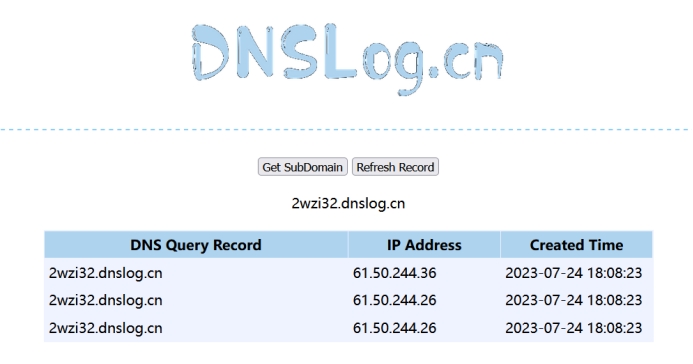 DNSLog.cn
Get SubDomain Refresh Record
2wzi32.dnslog.cn
DNS Query Record IP Address Created Time
2wzi32.dnslog.cn 61.50.244.36 2023-07-24 18:08:23
2wzi32.dnslog.cn 61.50.244.26 2023-07-24 18:08:23
2wzi32.dnslog.cn 61.50.244.26 2023-07-24 18:08:23